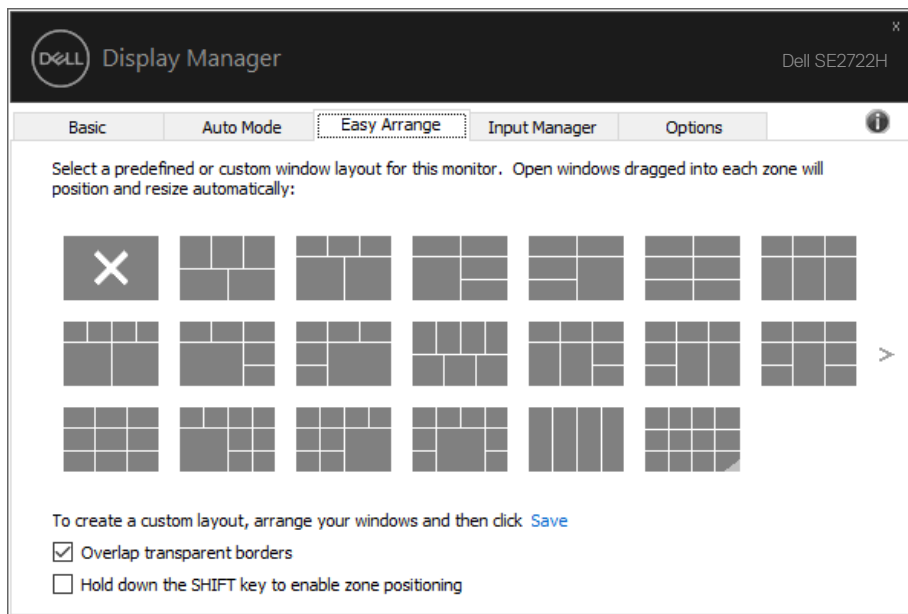 x
DELL Display Manager
Dell SE2722H
Basic Auto Mode Easy Arrange Input Manager Options
Select a predefined or custom window layout for this monitor. Open windows dragged into each zone will
position and resize automatically:
>
To create a custom layout, arrange your windows and then click Save
Overlap transparent borders
Hold down the SHIFT key to enable zone positioning